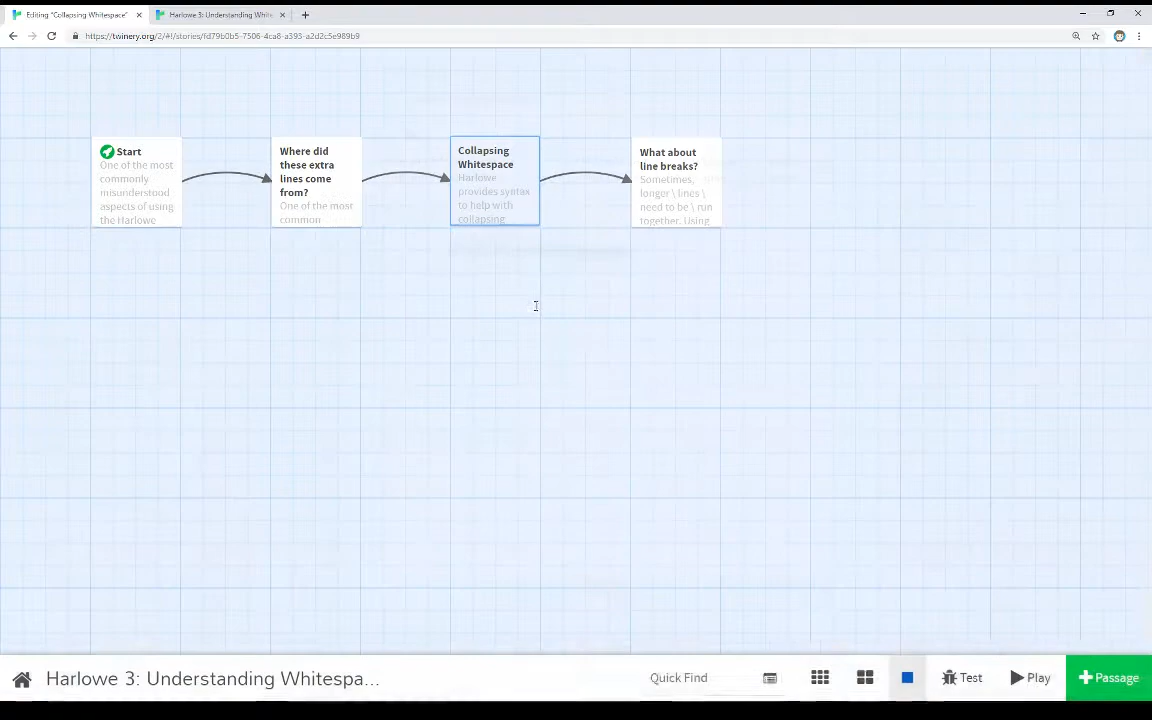 Editing "Collapsing Whitespace"
Harlowe 3: Understanding White
https://twinery.org/2/#!/stories/fd79b0b5-7506-4ca8-a393-a2d2c5e989b9
Start
One of the most
commonly
misunderstood
aspects of using
the Harlowe
Where did
these extra
lines come
from?
One of the most
common
Collapsing
Whitespace
Harlowe
provides syntax
to help with
collapsing
What about
line breaks?
Sometimes,
longer \ lines \
need to be \ run
together. Using
Harlowe 3: Understanding Whitespa...
Quick Find
Test
Play
+Passage